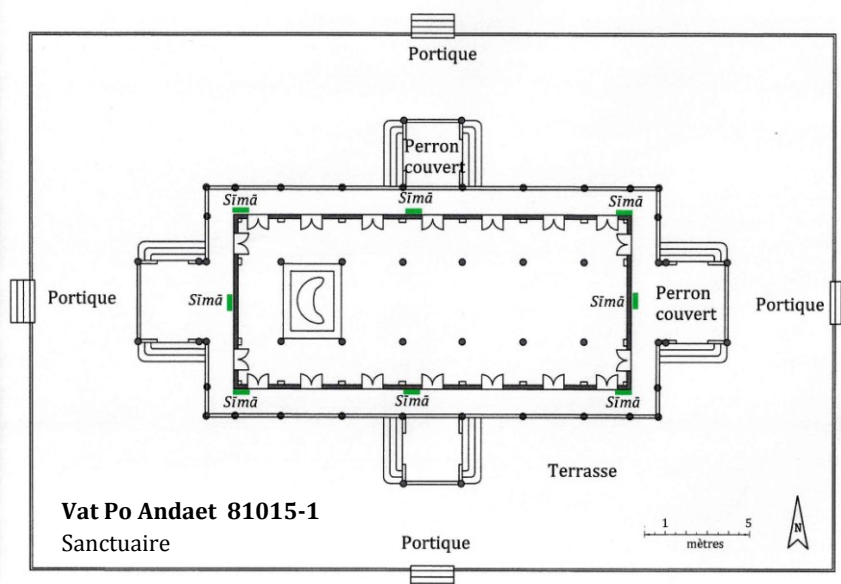 Portique
Perron
couvert
Sīmā
Sīmā
Sīmā
Portique
Sīmā
Sīmā
Perron
couvert
Portique
Sīmā
Sīmā
Sīmā
Terrasse
Vat Po Andaet 81015-1
Sanctuaire
Portique
1 5
mètres
N